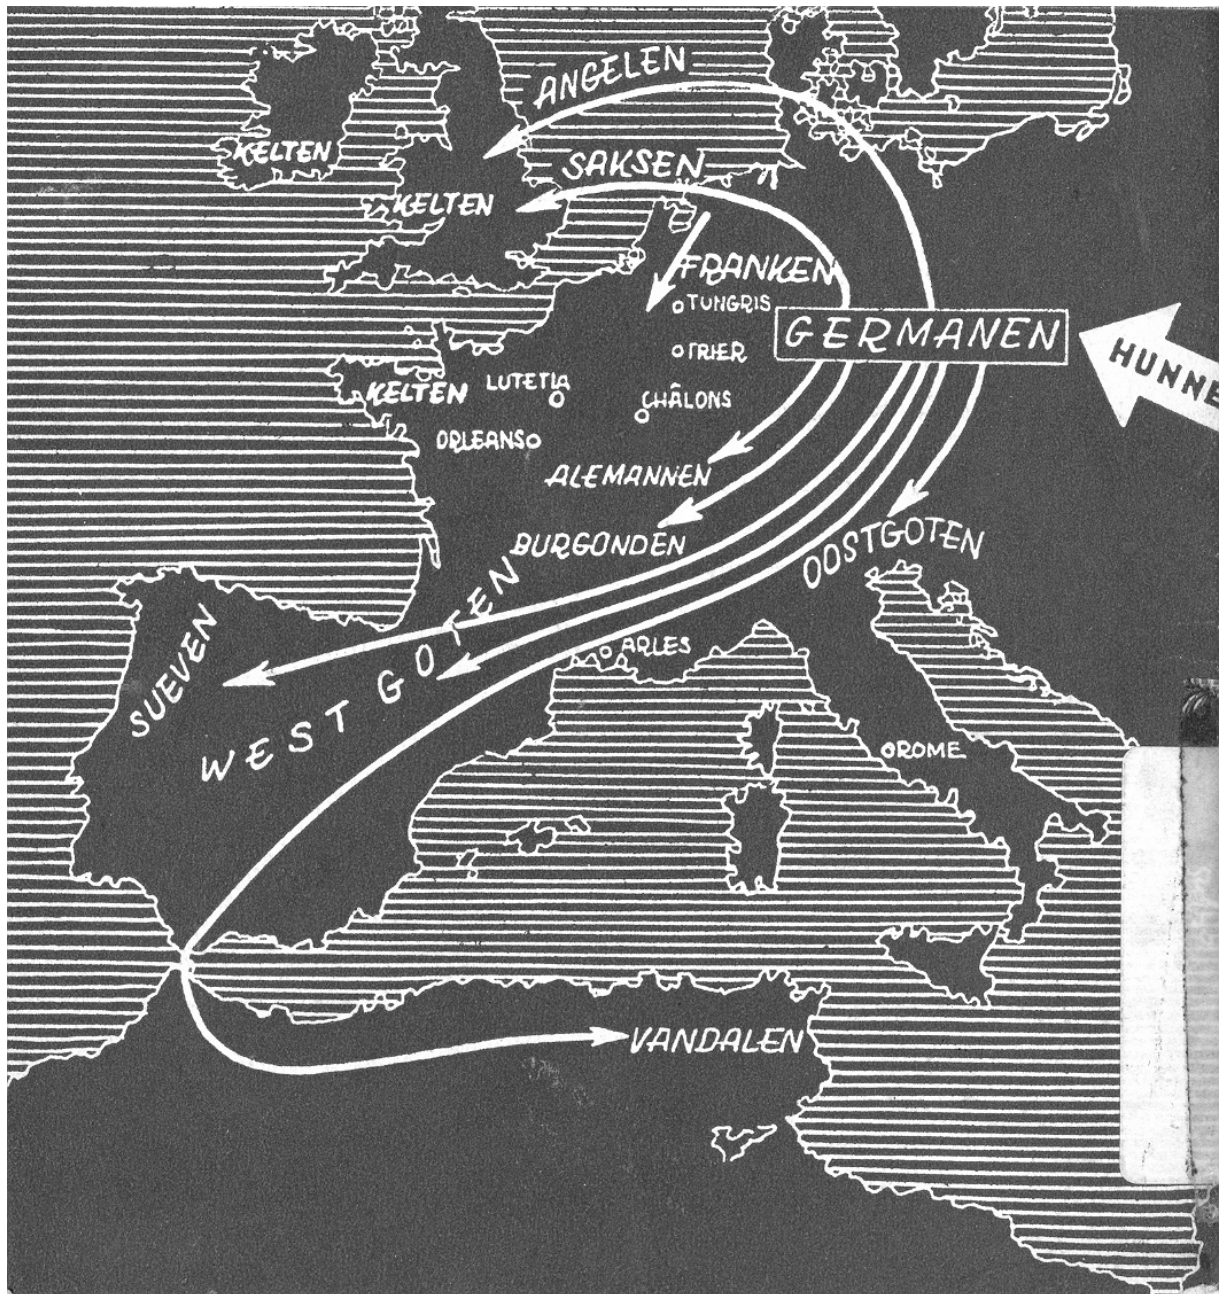 ANGELEN
KELTEN
SAKSEN
KELTEN
FRANKEN
TUNGRIS
GERMANEN
HUNNE
TRIER
KELTEN
LUTETIA
CHÂLONS
ORLEANS
ALEMANNEN
BURGONDEN
OOSTGOTEN
SUEVEN
WEST GOTEN
ARLES
ROME
VANDALEN